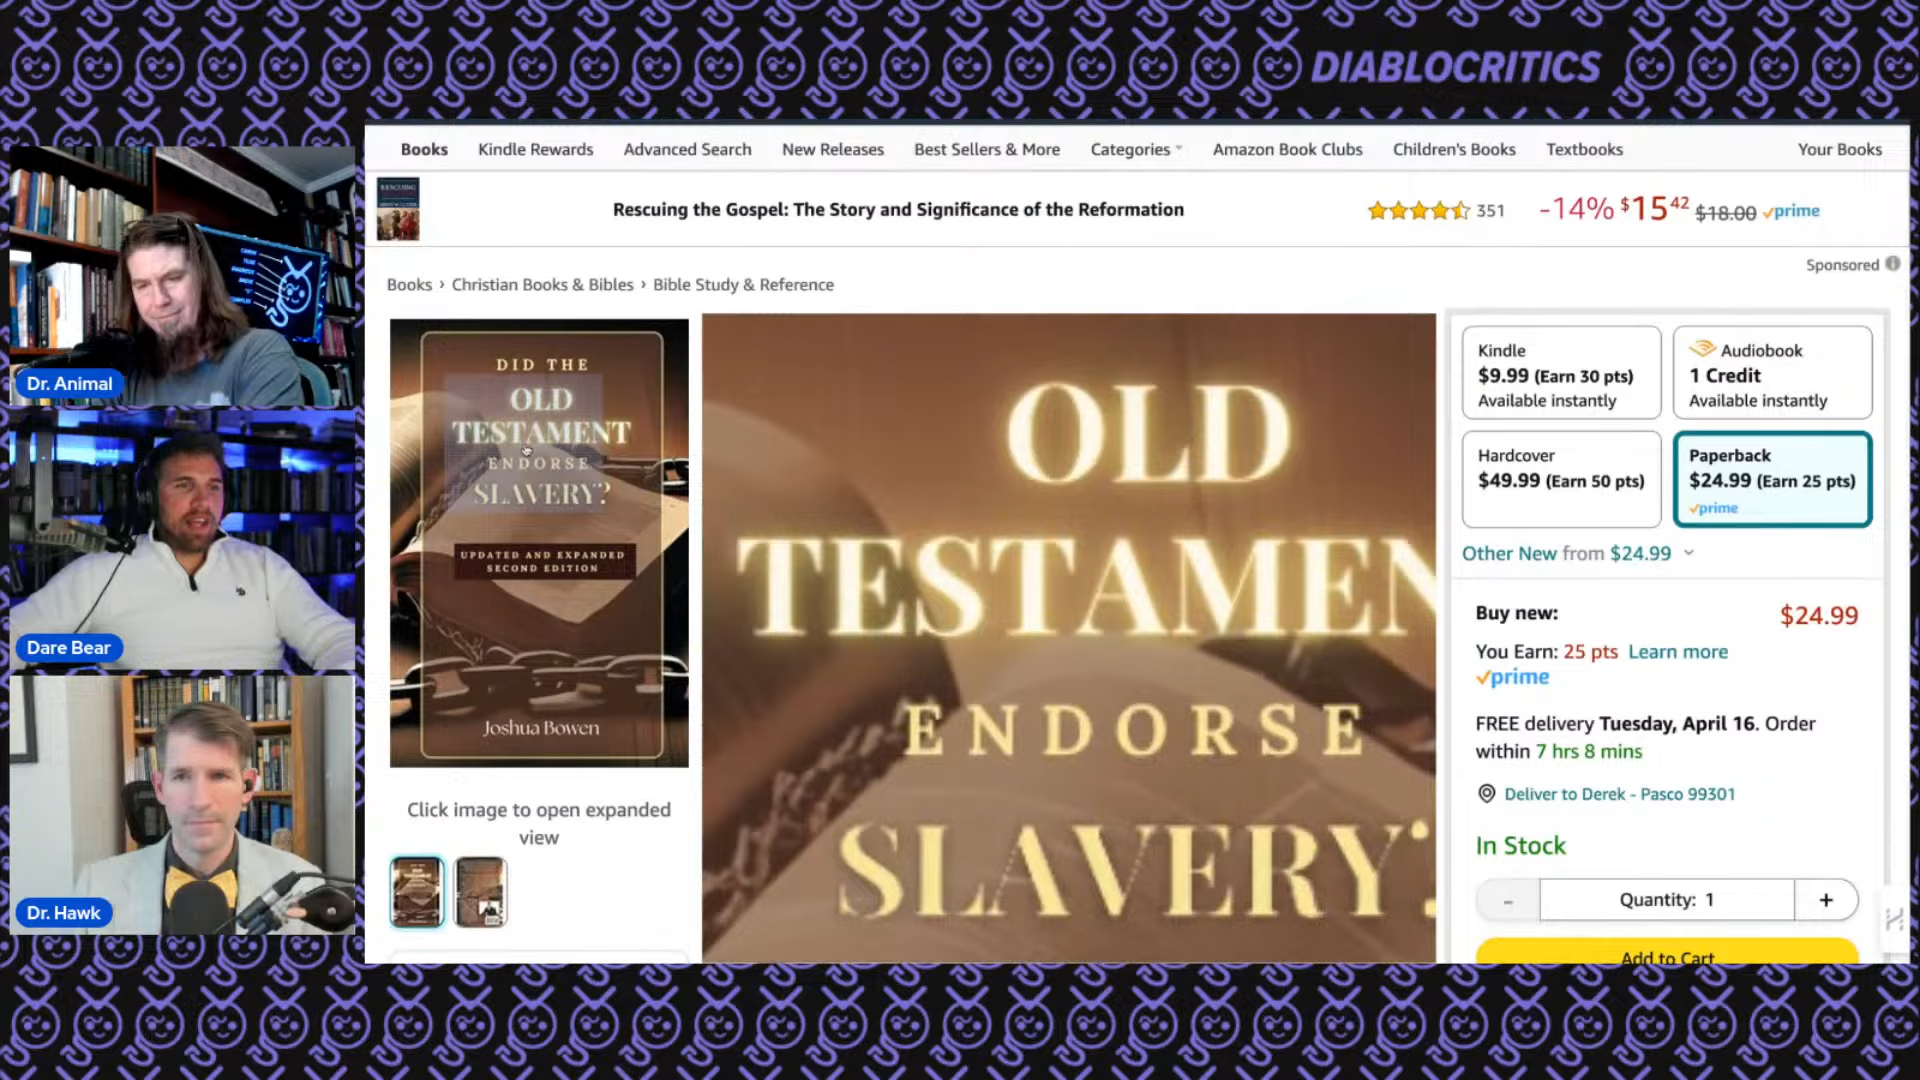 DIABLOCRITICS
Books Kindle Rewards Advanced Search New Releases Best Sellers & More Categories Amazon Book Clubs Children's Books Textbooks Your Books
Rescuing the Gospel: The Story and Significance of the Reformation 351 -14% $15 42 $18.00 prime
Sponsored
Books › Christian Books & Bibles › Bible Study & Reference
Dr. Animal
Dare Bear
Dr. Hawk
DID THE
OLD
TESTAMENT
ENDORSE
SLAVERY?
UPDATED AND EXPANDED
SECOND EDITION
Joshua Bowen
Click image to open expanded
view
OLD
TESTAMEN
ENDORSE
SLAVERY?
Kindle
$9.99 (Earn 30 pts)
Available instantly
Audiobook
1 Credit
Available instantly
Hardcover
$49.99 (Earn 50 pts)
Paperback
$24.99 (Earn 25 pts)
prime
Other New from $24.99
Buy new: $24.99
You Earn: 25 pts Learn more
prime
FREE delivery Tuesday, April 16. Order
within 7 hrs 8 mins
Deliver to Derek - Pasco 99301
In Stock
- Quantity: 1 +
Add to Cart